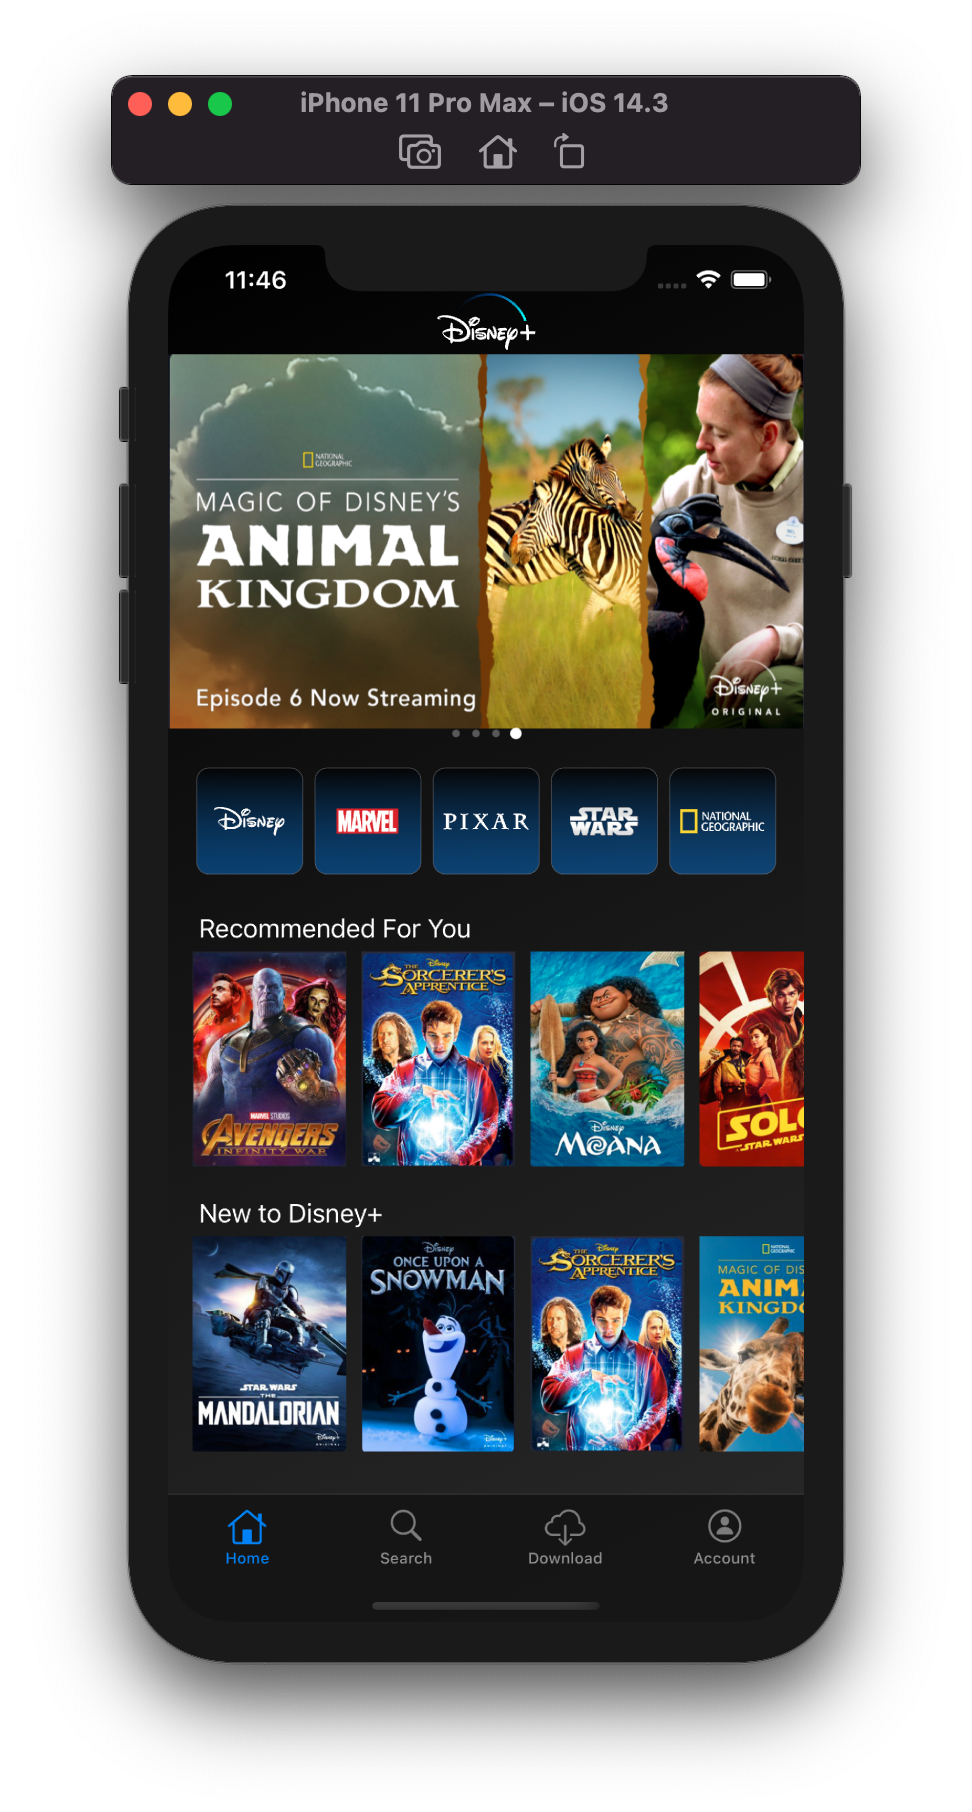 iPhone 11 Pro Max – iOS 14.3
11:46
Disney+
NATIONAL
GEOGRAPHIC
MAGIC OF DISNEY'S
ANIMAL
KINGDOM
Episode 6 Now Streaming
Disney+
ORIGINAL
Disney
MARVEL
PIXAR
STAR
WARS
NATIONAL
GEOGRAPHIC
Recommended For You
MARVEL STUDIOS
AVENGERS
INFINITY WAR
Disney
THE
SORCERER'S
APPRENTICE
Disney
MOANA
SOLO
STAR WARS
New to Disney+
STAR WARS
THE
MANDALORIAN
Disney+
ORIGINAL
Disney
ONCE UPON A
SNOWMAN
Disney+
ORIGINAL
Disney
THE
SORCERER'S
APPRENTICE
NATIONAL
GEOGRAPHIC
MAGIC OF DIS
ANIM
KINGDO
Home
Search
Download
Account